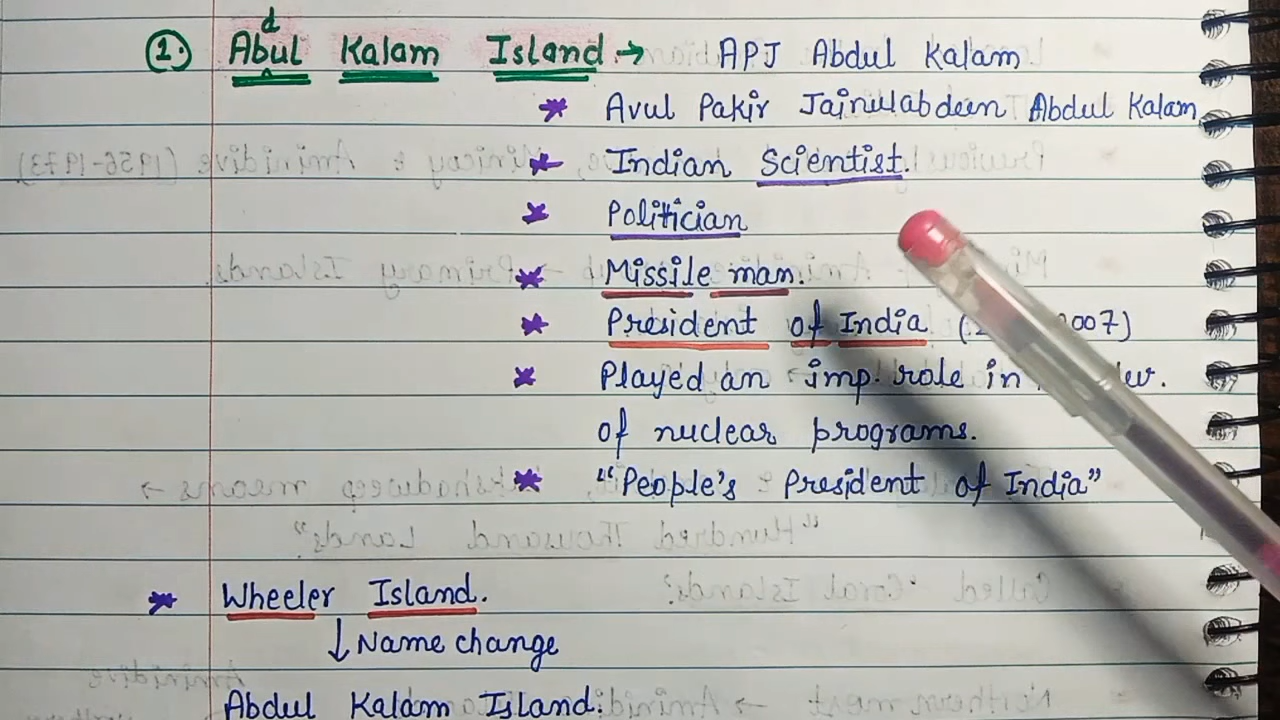 1. Abdul Kalam Island → APJ Abdul Kalam
* Avul Pakir Jainulabdeen Abdul Kalam
* Indian Scientist.
* Politician
* Missile man.
* President of India (
007)
* Played an imp. role in
of nuclear programs.
* "People's President of India"
* Wheeler Island.
↓ Name change
Abdul Kalam Island.